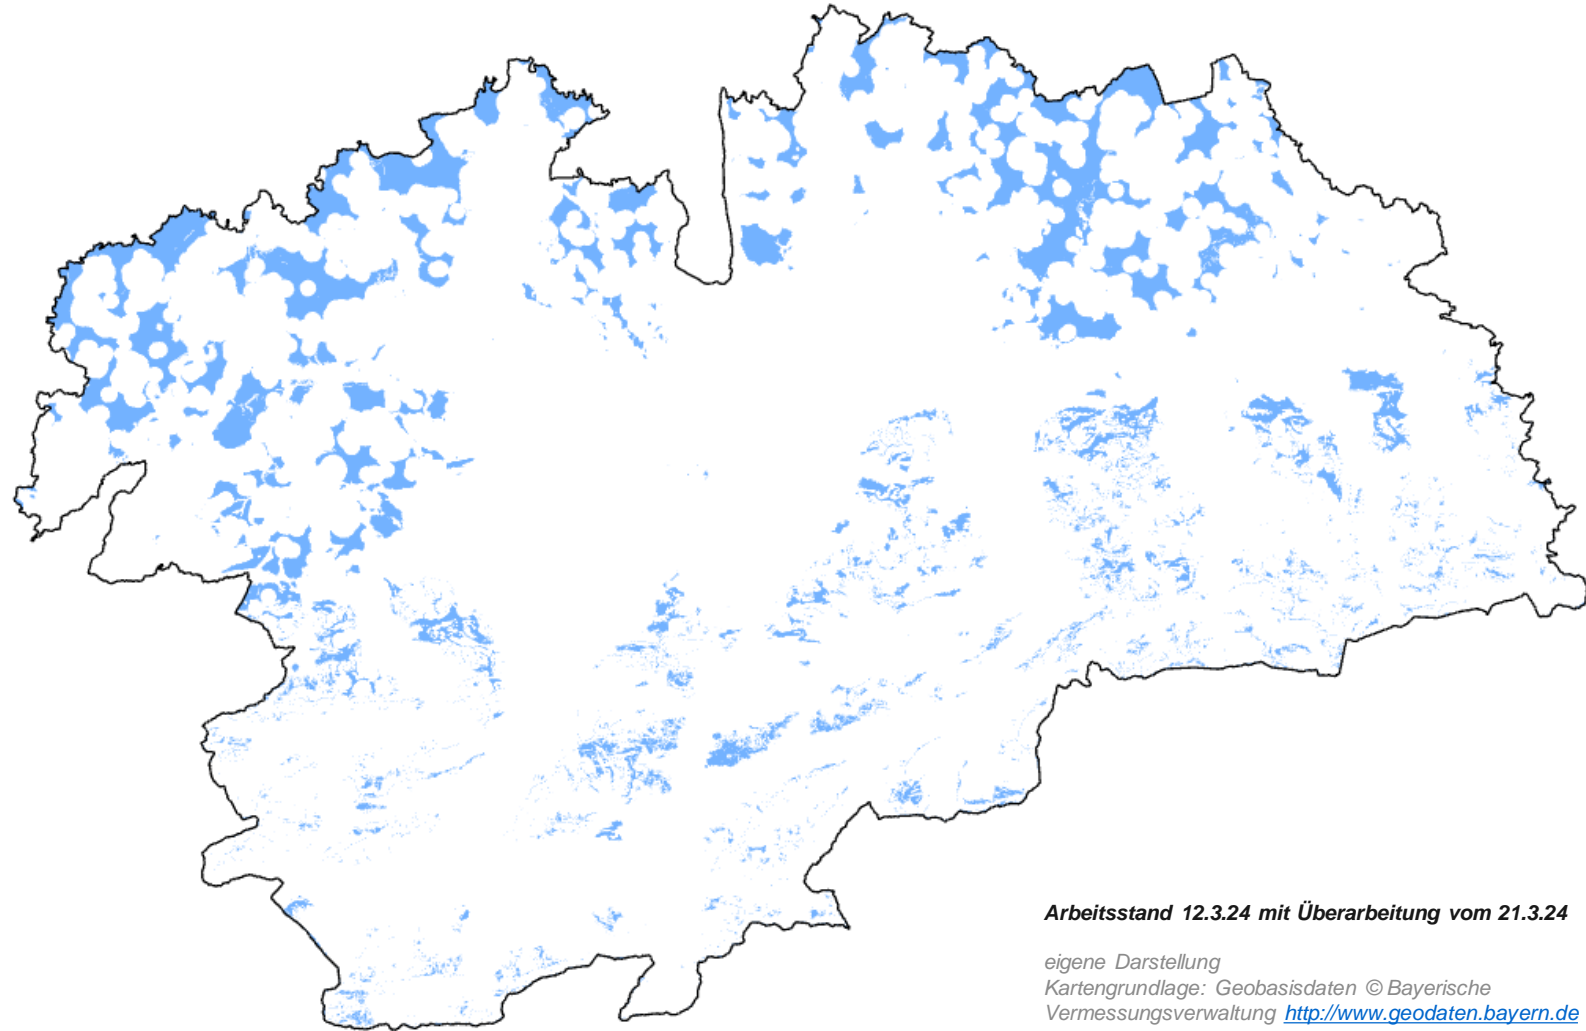 Arbeitsstand 12.3.24 mit Überarbeitung vom 21.3.24
eigene Darstellung
Kartengrundlage: Geobasisdaten © Bayerische
Vermessungsverwaltung http://www.geodaten.bayern.de